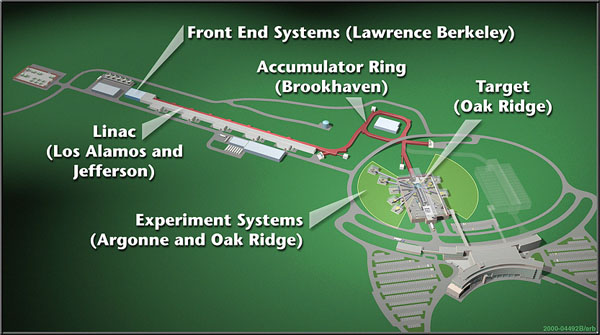 Front End Systems (Lawrence Berkeley)
Accumulator Ring
(Brookhaven)
Target
(Oak Ridge)
Linac
(Los Alamos and
Jefferson)
Experiment Systems
(Argonne and Oak Ridge)
2000-04492B/arb